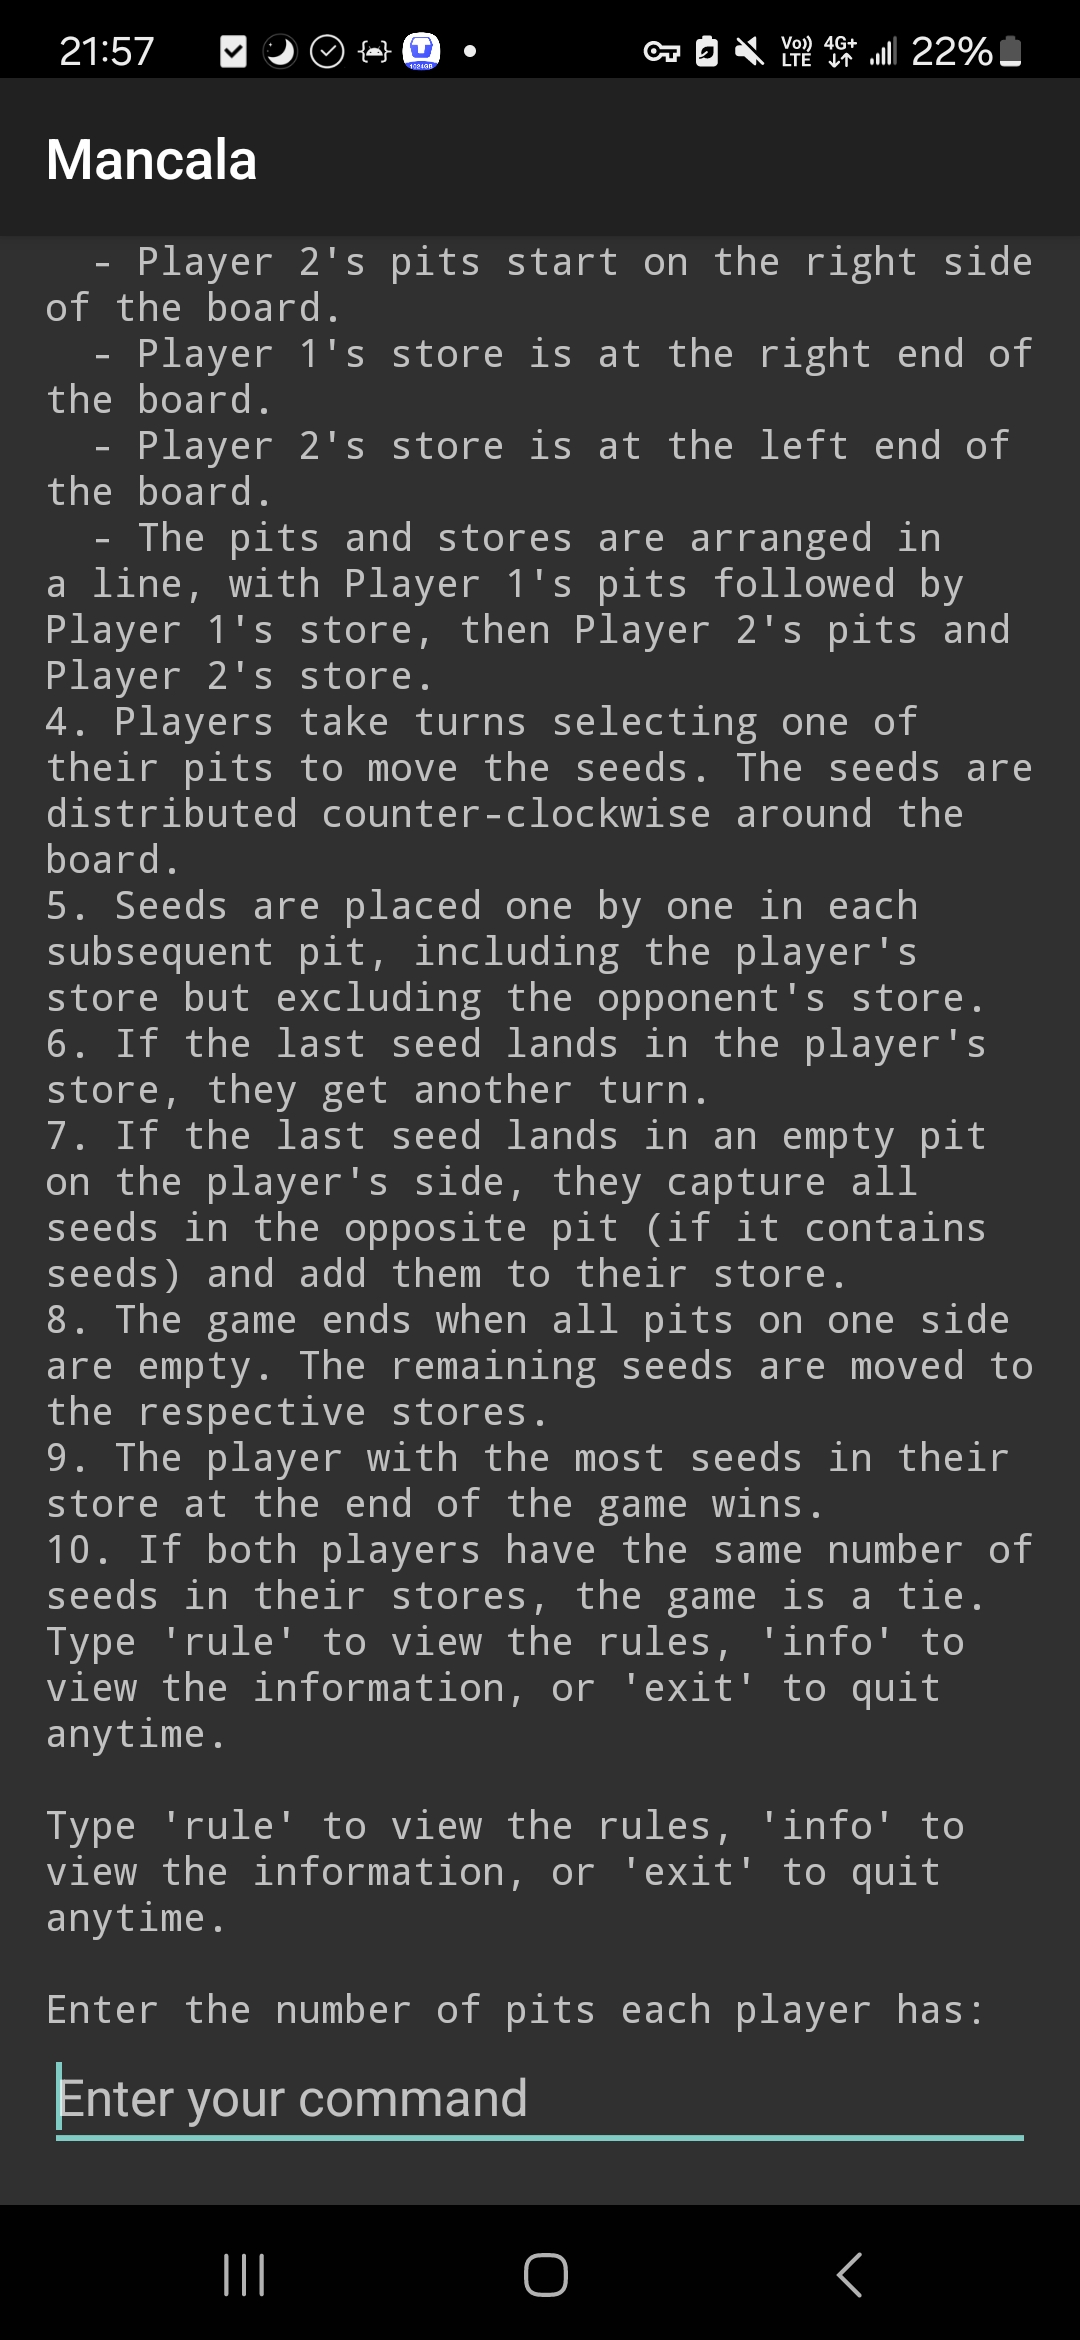 21:57
1024GB
Vo))
LTE
4G+
22%
Mancala
- Player 2's pits start on the right side
of the board.
- Player 1's store is at the right end of
the board.
- Player 2's store is at the left end of
the board.
- The pits and stores are arranged in
a line, with Player 1's pits followed by
Player 1's store, then Player 2's pits and
Player 2's store.
4. Players take turns selecting one of
their pits to move the seeds. The seeds are
distributed counter-clockwise around the
board.
5. Seeds are placed one by one in each
subsequent pit, including the player's
store but excluding the opponent's store.
6. If the last seed lands in the player's
store, they get another turn.
7. If the last seed lands in an empty pit
on the player's side, they capture all
seeds in the opposite pit (if it contains
seeds) and add them to their store.
8. The game ends when all pits on one side
are empty. The remaining seeds are moved to
the respective stores.
9. The player with the most seeds in their
store at the end of the game wins.
10. If both players have the same number of
seeds in their stores, the game is a tie.
Type 'rule' to view the rules, 'info' to
view the information, or 'exit' to quit
anytime.
Type 'rule' to view the rules, 'info' to
view the information, or 'exit' to quit
anytime.
Enter the number of pits each player has:
Enter your command